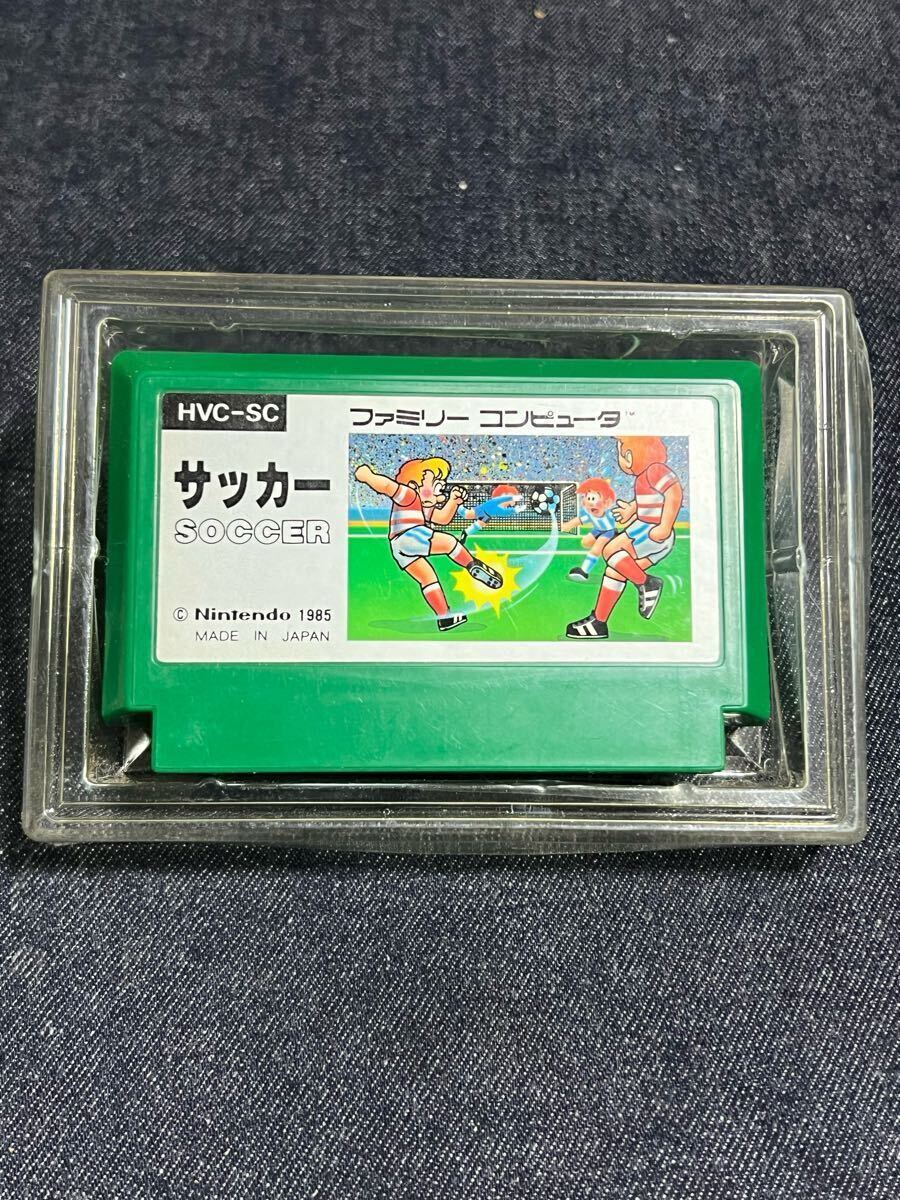 HVC-SC
ファミリー コンピュータ™
サッカー
SOCCER
© Nintendo 1985
MADE IN JAPAN